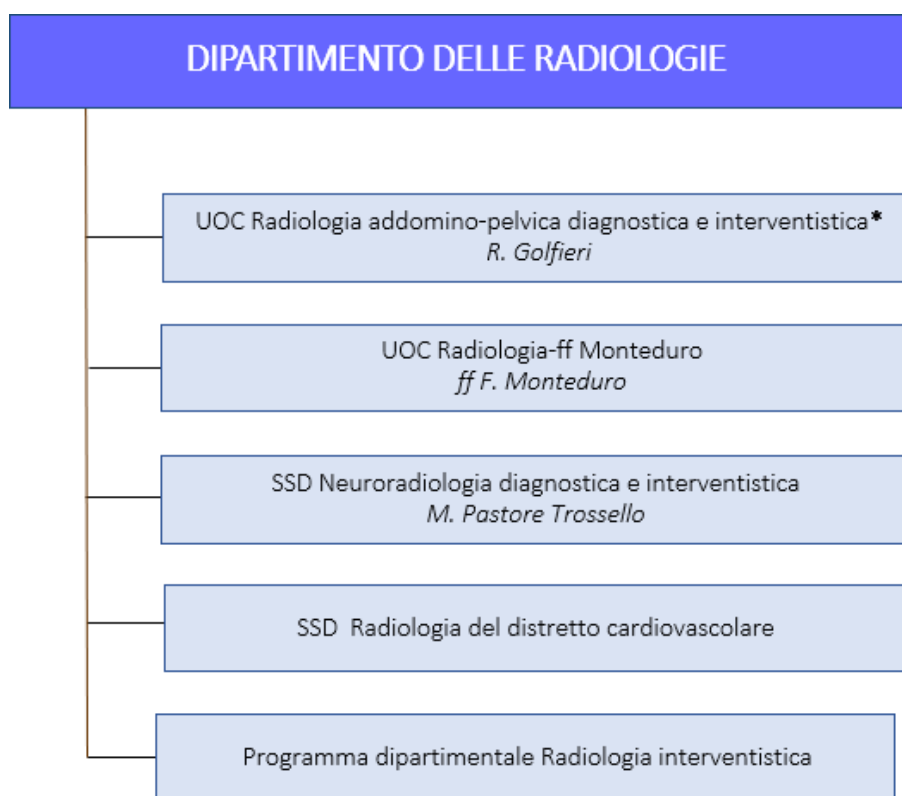 DIPARTIMENTO DELLE RADIOLOGIE
UOC Radiologia addomino-pelvica diagnostica e interventistica*
R. Golfieri
UOC Radiologia-ff Monteduro
ff F. Monteduro
SSD Neuroradiologia diagnostica e interventistica
M. Pastore Trossello
SSD  Radiologia del distretto cardiovascolare
Programma dipartimentale Radiologia interventistica